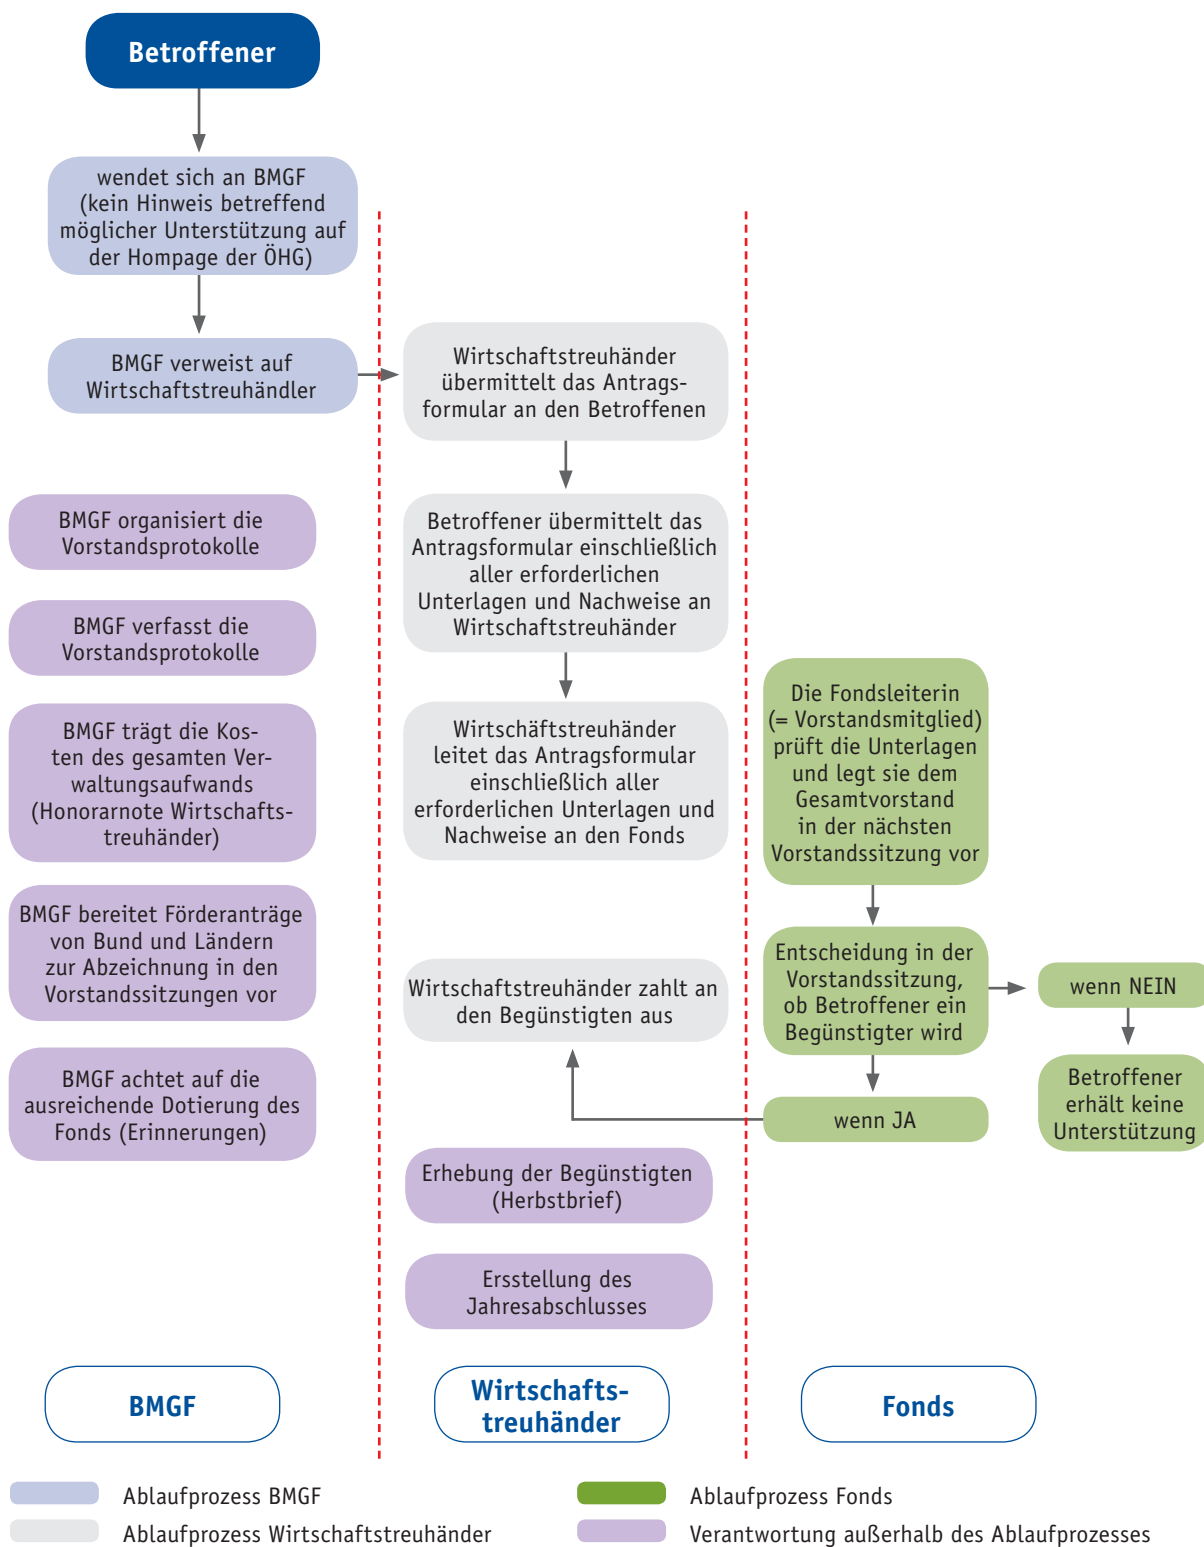 Betroffener
wendet sich an BMGF
(kein Hinweis betreffend
möglicher Unterstützung auf
der Hompage der ÖHG)
BMGF verweist auf
Wirtschaftstreuhändler
Wirtschaftstreuhänder
übermittelt das Antrags-
formular an den Betroffenen
Betroffener übermittelt das
Antragsformular einschließlich
aller erforderlichen
Unterlagen und Nachweise an
Wirtschaftstreuhänder
Wirtschäftstreuhänder
leitet das Antragsformular
einschließlich aller
erforderlichen Unterlagen und
Nachweise an den Fonds
Die Fondsleiterin
(= Vorstandsmitglied)
prüft die Unterlagen
und legt sie dem
Gesamtvorstand
in der nächsten
Vorstandssitzung vor
Entscheidung in der
Vorstandssitzung,
ob Betroffener ein
Begünstigter wird
wenn NEIN
Betroffener
erhält keine
Unterstützung
wenn JA
Wirtschaftstreuhänder zahlt an
den Begünstigten aus
BMGF organisiert die
Vorstandsprotokolle
BMGF verfasst die
Vorstandsprotokolle
BMGF trägt die Kos-
ten des gesamten Ver-
waltungsaufwands
(Honorarnote Wirtschafts-
treuhänder)
BMGF bereitet Förderanträge
von Bund und Ländern
zur Abzeichnung in den
Vorstandssitzungen vor
BMGF achtet auf die
ausreichende Dotierung des
Fonds (Erinnerungen)
Erhebung der Begünstigten
(Herbstbrief)
Ersstellung des
Jahresabschlusses
BMGF
Wirtschafts-
treuhänder
Fonds
Ablaufprozess BMGF
Ablaufprozess Wirtschaftstreuhänder
Ablaufprozess Fonds
Verantwortung außerhalb des Ablaufprozesses